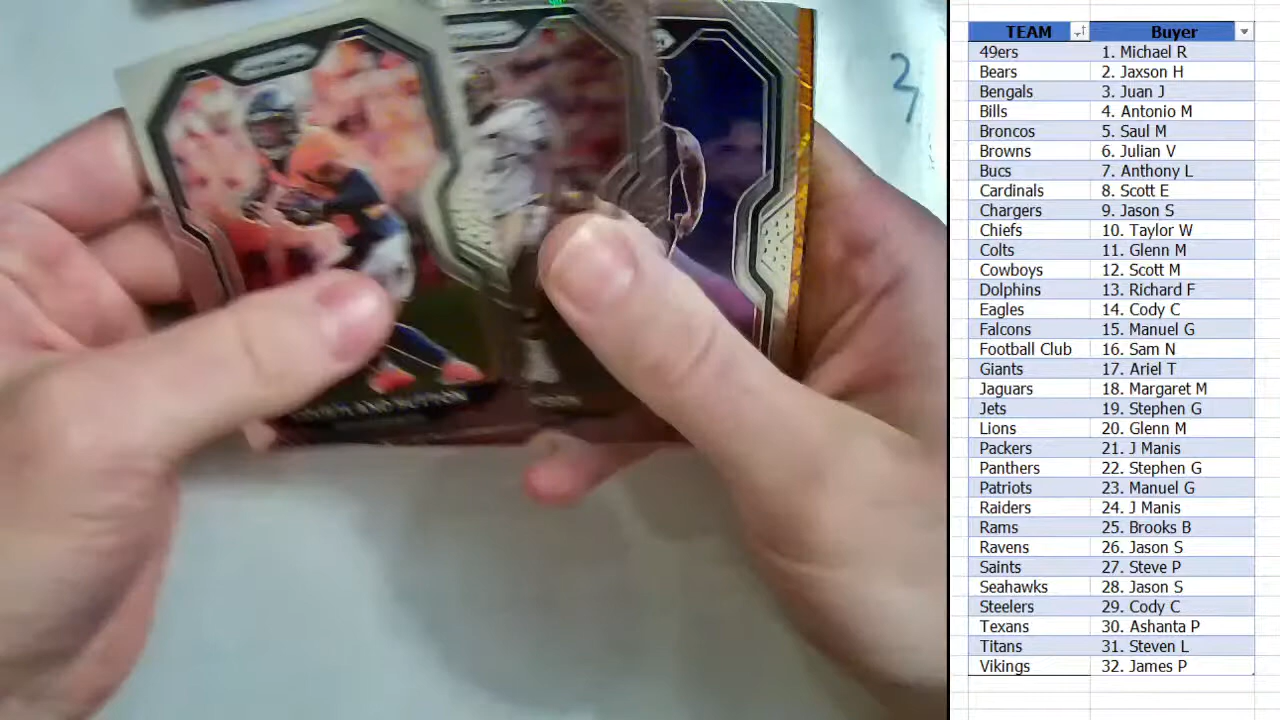 TEAM Buyer
49ers 1. Michael R
Bears 2. Jaxson H
Bengals 3. Juan J
Bills 4. Antonio M
Broncos 5. Saul M
Browns 6. Julian V
Bucs 7. Anthony L
Cardinals 8. Scott E
Chargers 9. Jason S
Chiefs 10. Taylor W
Colts 11. Glenn M
Cowboys 12. Scott M
Dolphins 13. Richard F
Eagles 14. Cody C
Falcons 15. Manuel G
Football Club 16. Sam N
Giants 17. Ariel T
Jaguars 18. Margaret M
Jets 19. Stephen G
Lions 20. Glenn M
Packers 21. J Manis
Panthers 22. Stephen G
Patriots 23. Manuel G
Raiders 24. J Manis
Rams 25. Brooks B
Ravens 26. Jason S
Saints 27. Steve P
Seahawks 28. Jason S
Steelers 29. Cody C
Texans 30. Ashanta P
Titans 31. Steven L
Vikings 32. James P